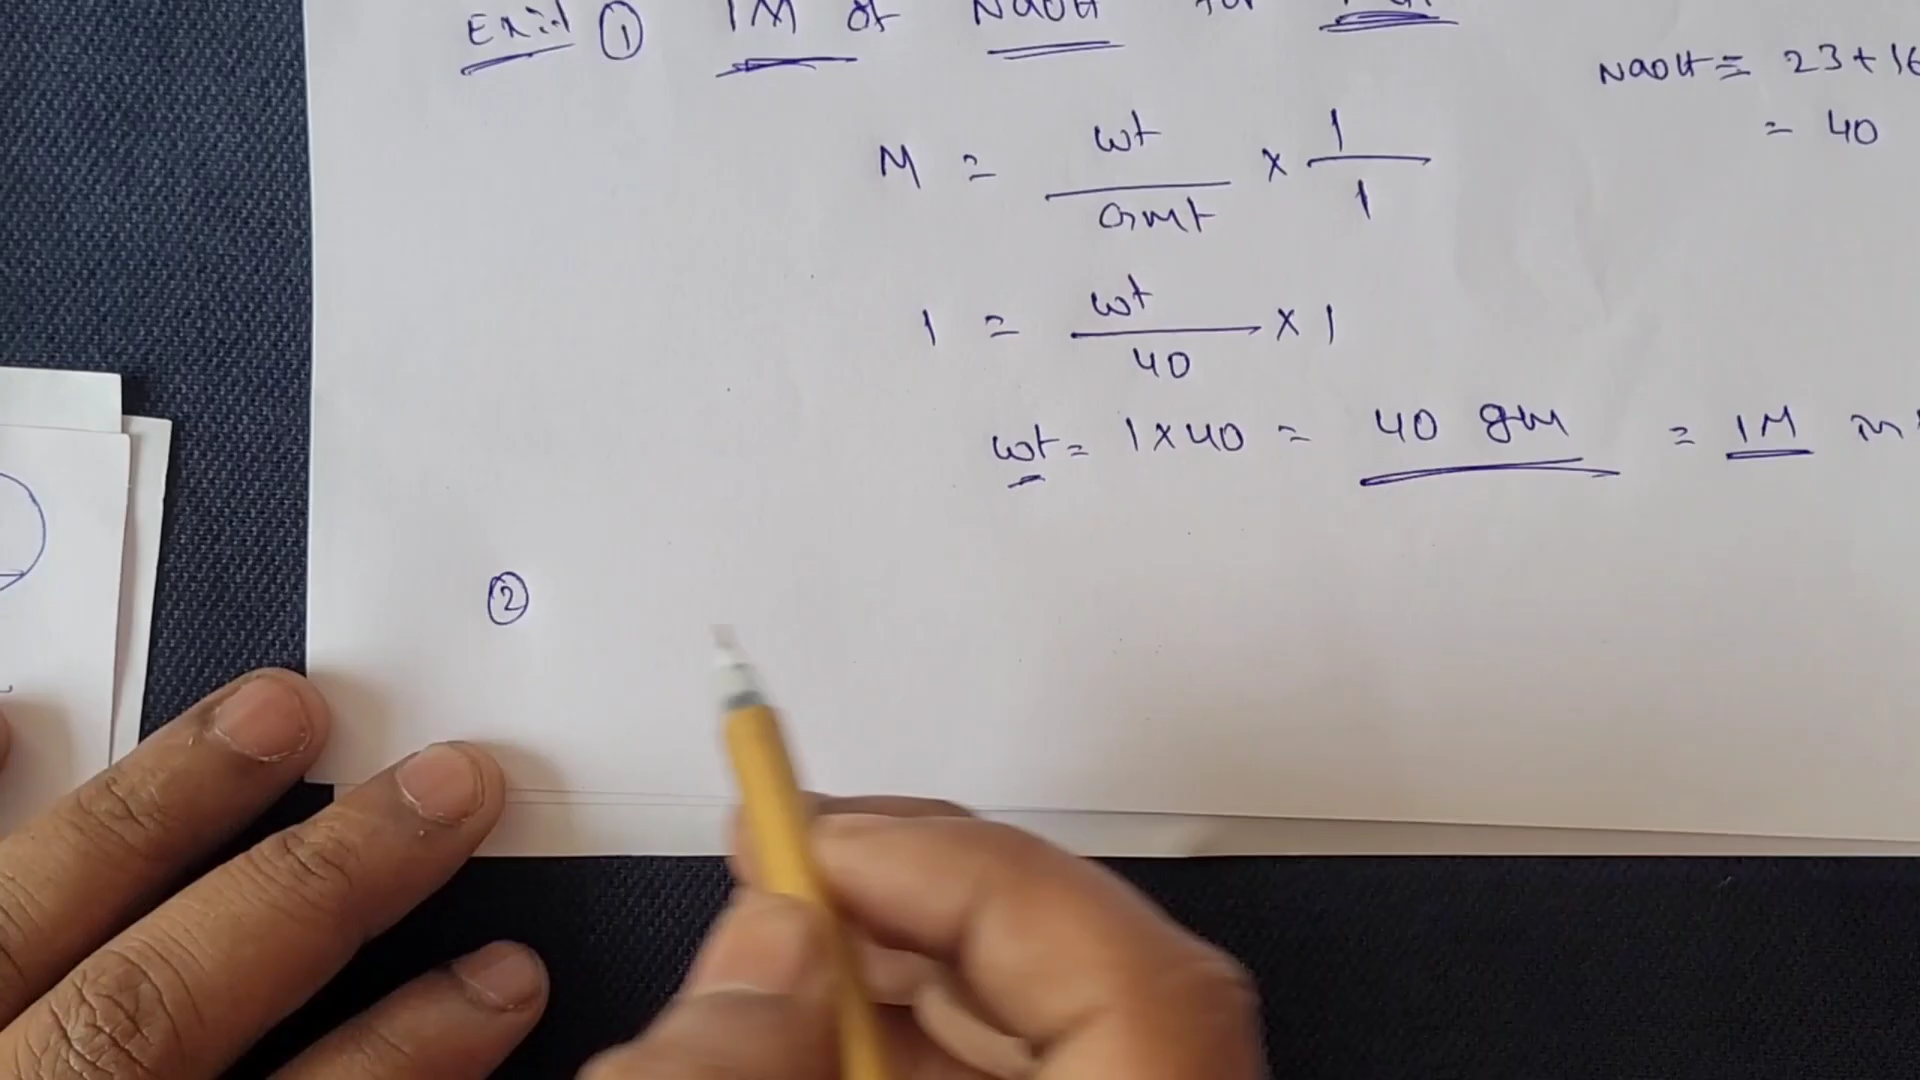 ① 1M of NaOH for
NaOH = 23+16
= 40
M = wt/GMt × 1/1
1 = wt/40 × 1
wt = 1×40 = 40 gm = 1M
②